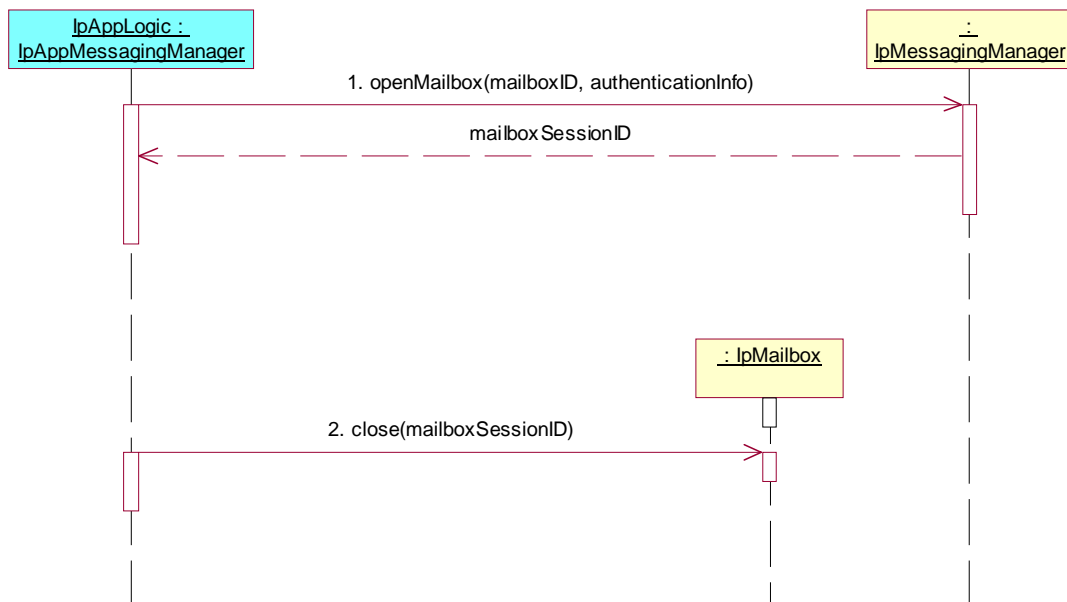 IpAppLogic :
IpAppMessagingManager
:
IpMessagingManager
1. openMailbox(mailboxID, authenticationInfo)
mailboxSessionID
: IpMailbox
2. close(mailboxSessionID)